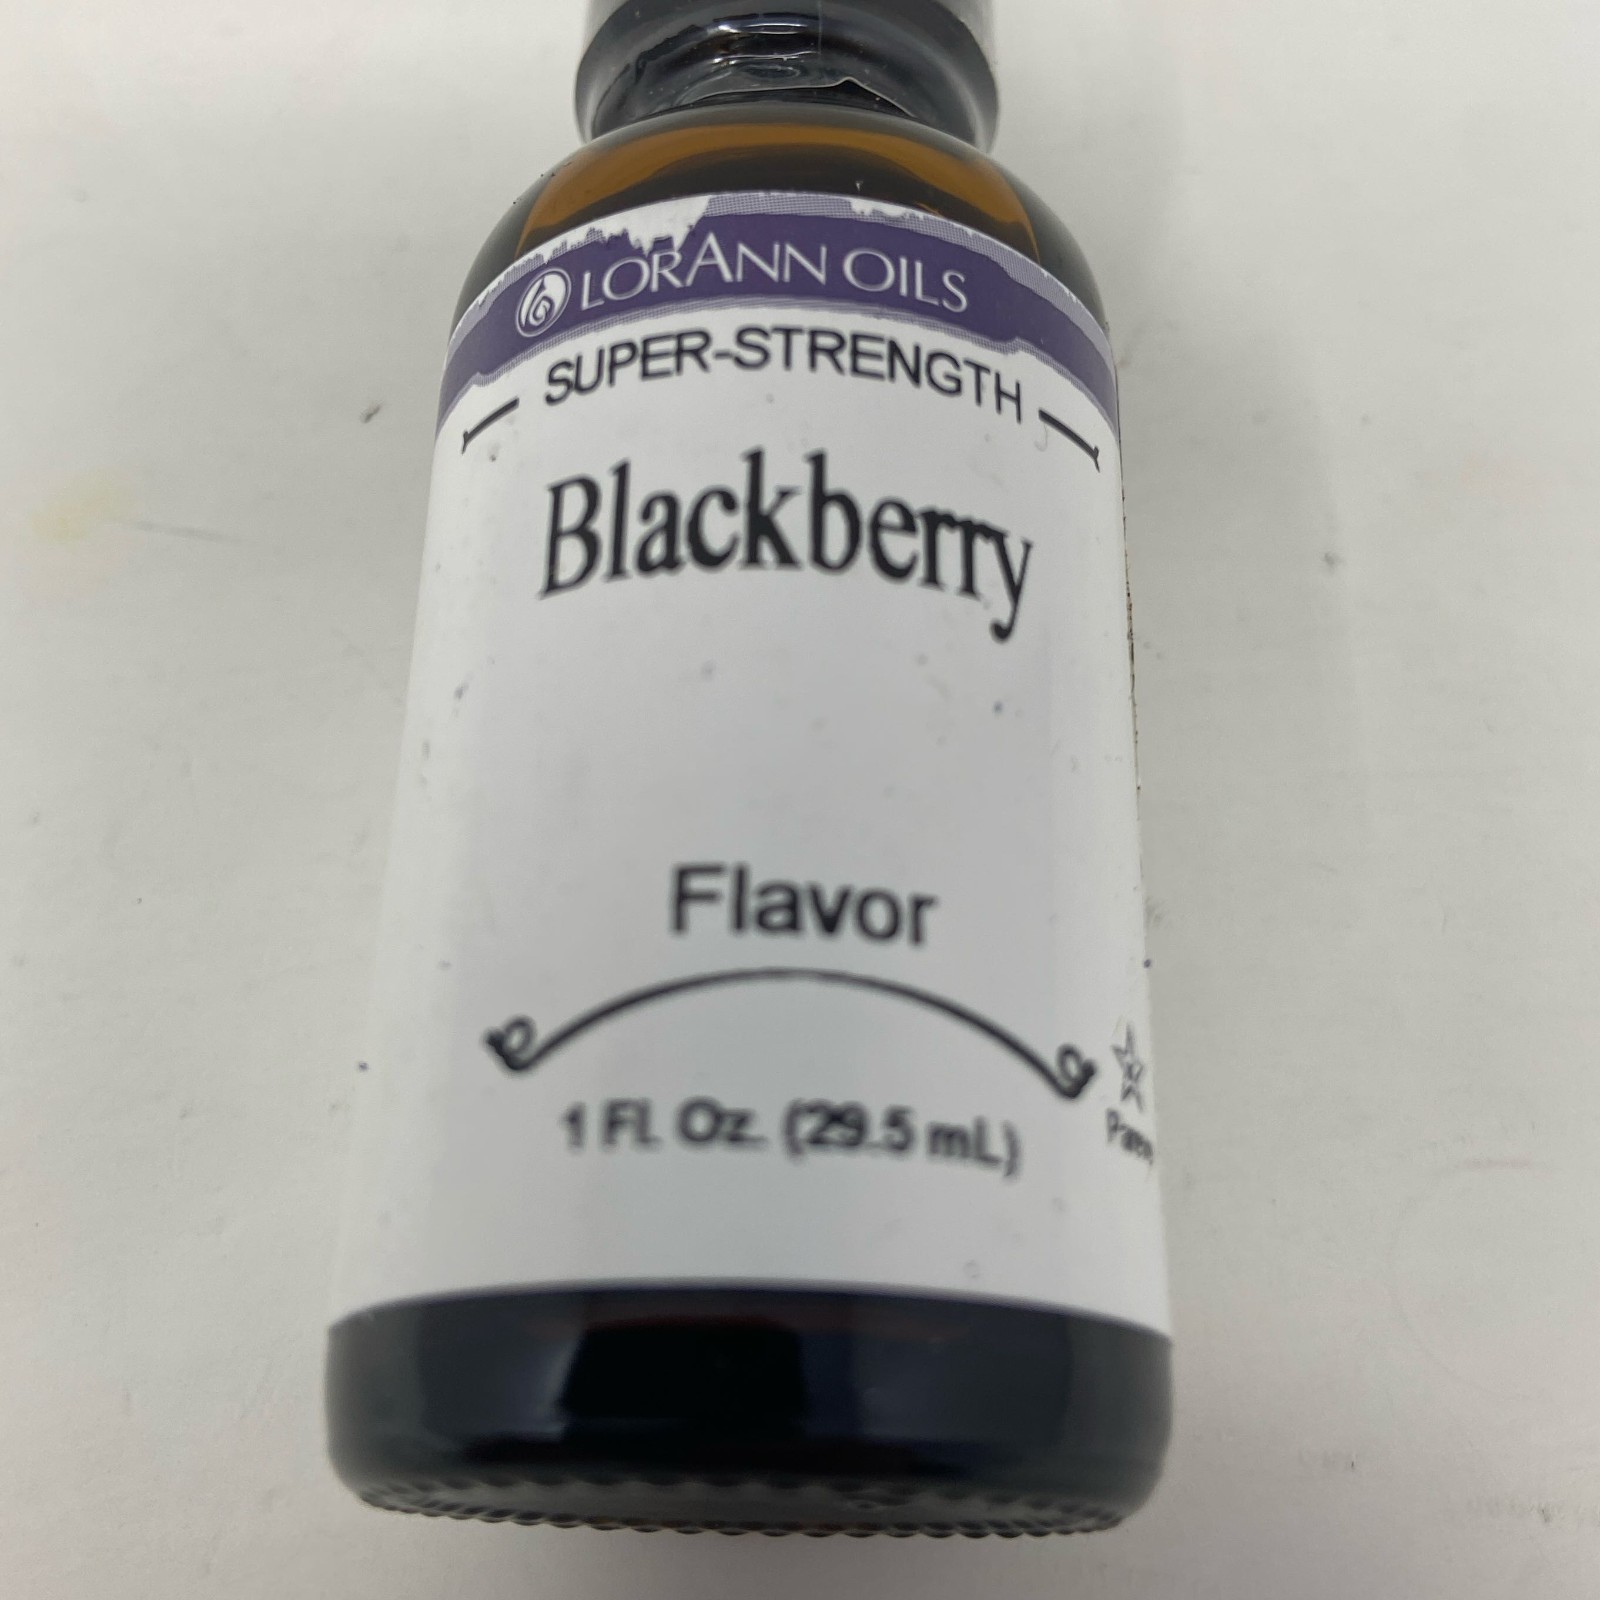 LORANN OILS
SUPER-STRENGTH
Blackberry
Flavor
1 Fl. Oz. (29.5 mL)
K